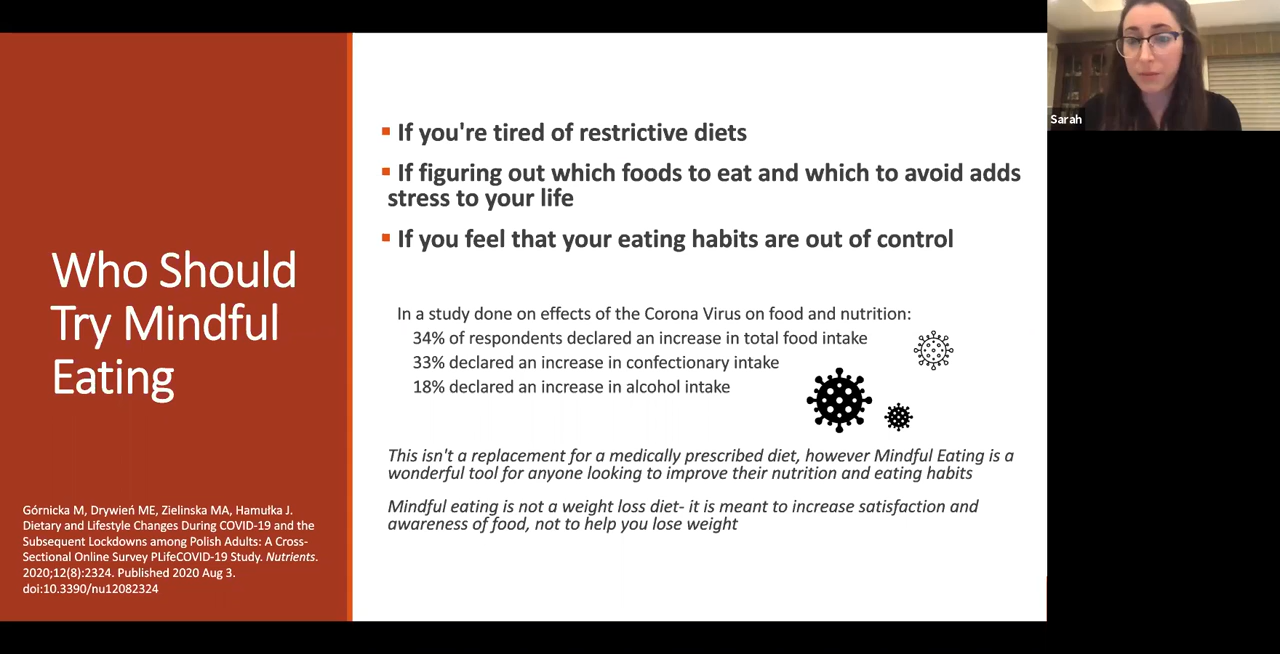 Who Should
Try Mindful
Eating
Górnicka M, Drywień ME, Zielinska MA, Hamułka J.
Dietary and Lifestyle Changes During COVID-19 and the
Subsequent Lockdowns among Polish Adults: A Cross-
Sectional Online Survey PLifeCOVID-19 Study. Nutrients.
2020;12(8):2324. Published 2020 Aug 3.
doi:10.3390/nu12082324
If you're tired of restrictive diets
If figuring out which foods to eat and which to avoid adds
stress to your life
If you feel that your eating habits are out of control
In a study done on effects of the Corona Virus on food and nutrition:
34% of respondents declared an increase in total food intake
33% declared an increase in confectionary intake
18% declared an increase in alcohol intake
This isn't a replacement for a medically prescribed diet, however Mindful Eating is a
wonderful tool for anyone looking to improve their nutrition and eating habits
Mindful eating is not a weight loss diet- it is meant to increase satisfaction and
awareness of food, not to help you lose weight
Sarah